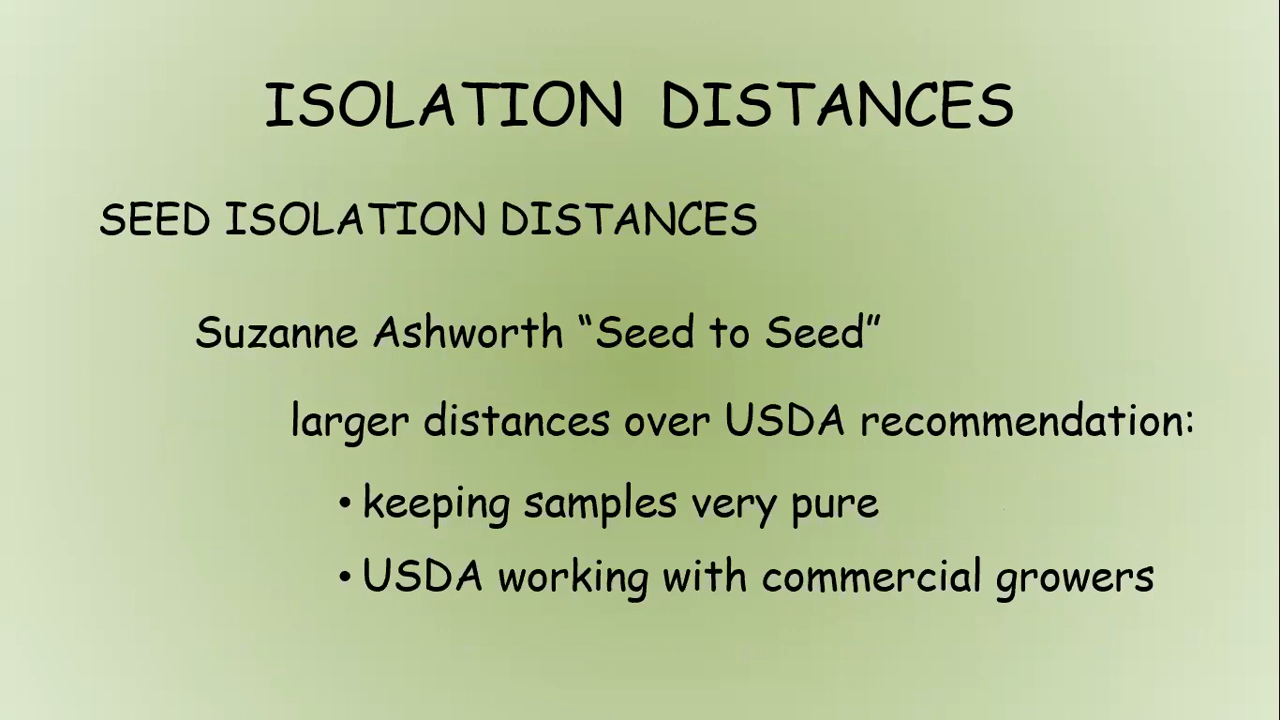 ISOLATION DISTANCES
SEED ISOLATION DISTANCES
Suzanne Ashworth “Seed to Seed”
larger distances over USDA recommendation:
• keeping samples very pure
• USDA working with commercial growers